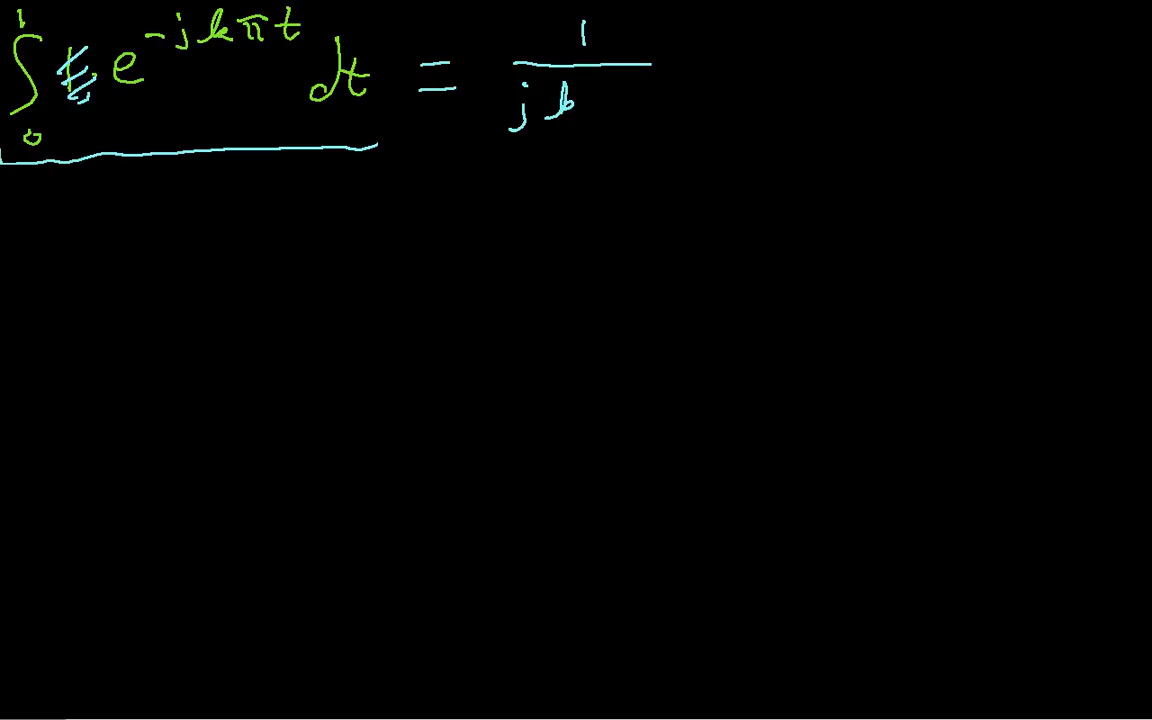 ∫₀¹ e^{-jkπt} dt = 1/(jk